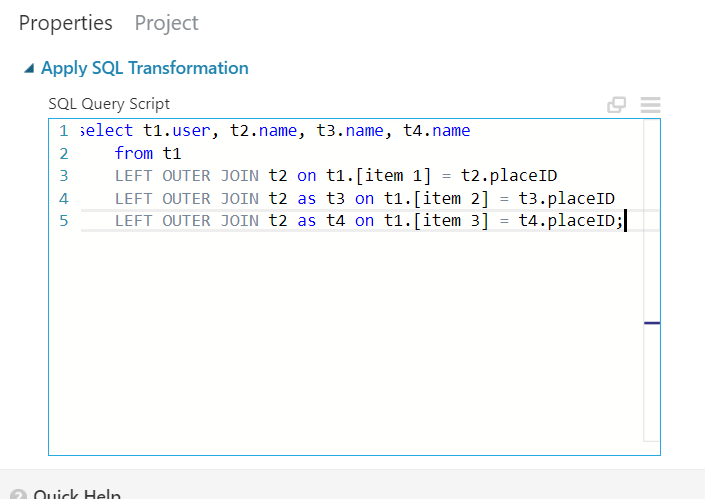 Properties Project
Apply SQL Transformation
SQL Query Script
1 select t1.user, t2.name, t3.name, t4.name
2 from t1
3 LEFT OUTER JOIN t2 on t1.[item 1] = t2.placeID
4 LEFT OUTER JOIN t2 as t3 on t1.[item 2] = t3.placeID
5 LEFT OUTER JOIN t2 as t4 on t1.[item 3] = t4.placeID;
? Quick Help